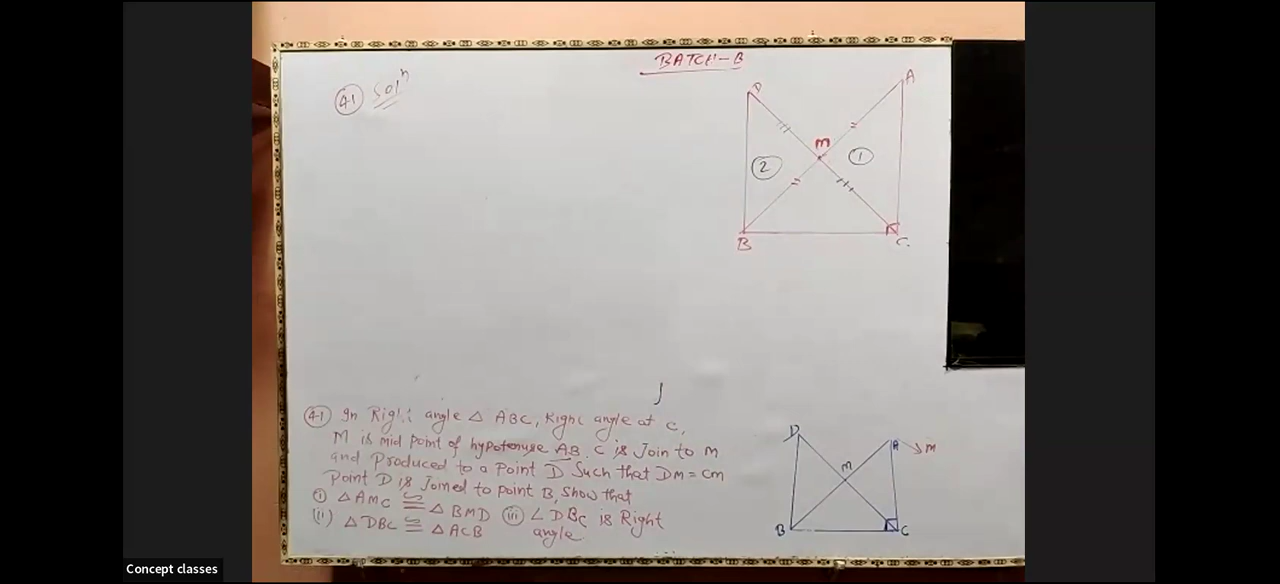 BATCH-B
41 Solⁿ
D
A
M
2
1
B
C
41 In Right angle △ ABC, Right angle at C,
M is mid point of hypotenuse AB. C is Join to M
and Produced to a Point D Such that DM = CM
Point D is Joined to point B, Show that
(i) △AMC ≅ △BMD (iii) ∠DBC is Right
(ii) △DBC ≅ △ACB angle
D
A
M
M
B
C
Concept classes